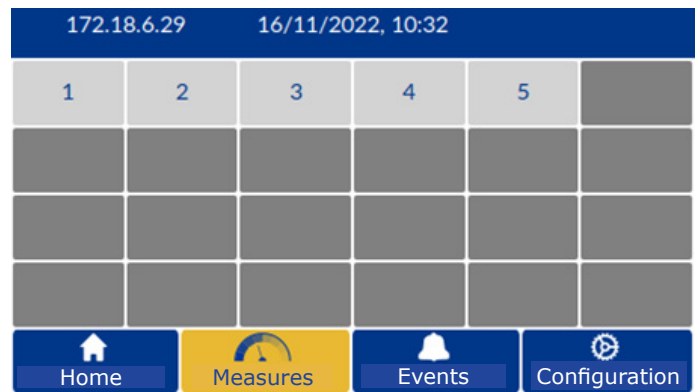 172.18.6.29 16/11/2022, 10:32
1 2 3 4 5
Home Measures Events Configuration